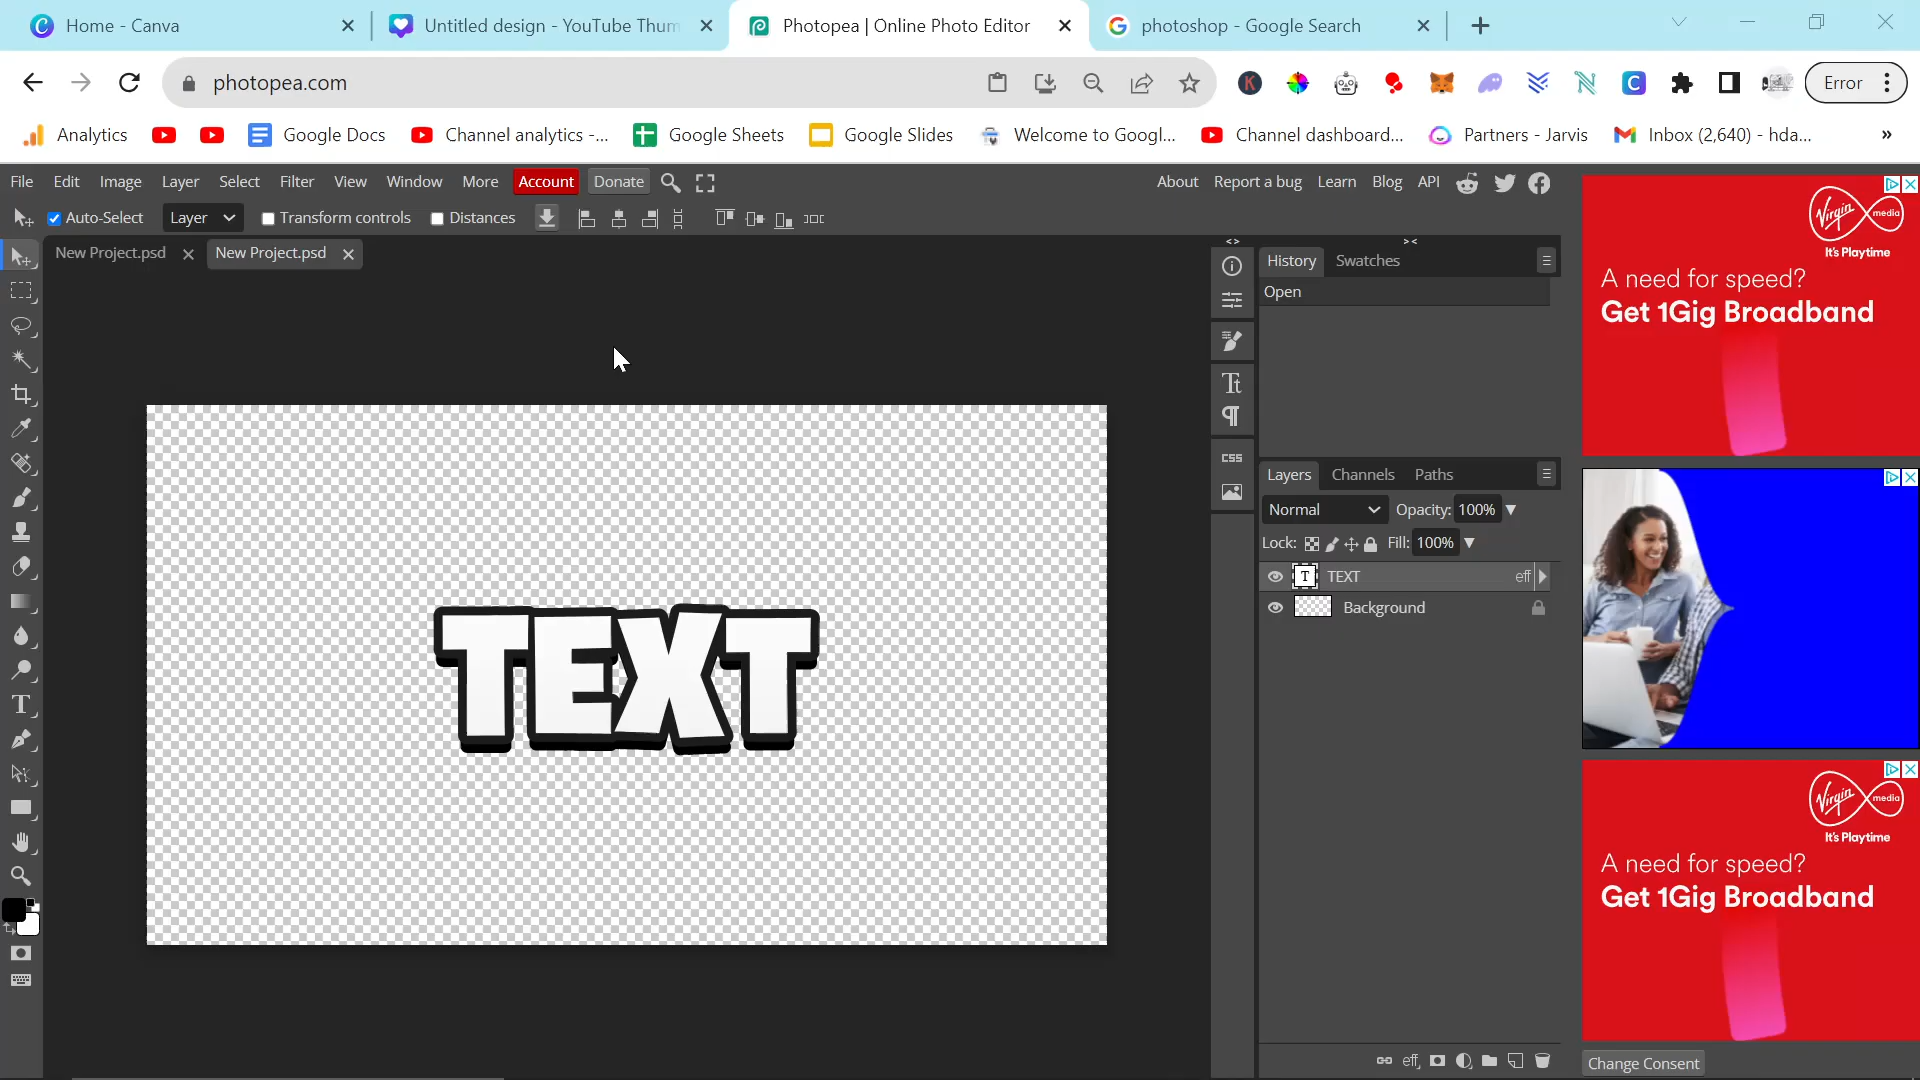 Home - Canva
Untitled design - YouTube Thum
Photopea | Online Photo Editor
photoshop - Google Search
photopea.com
Error
Analytics
Google Docs
Channel analytics -...
Google Sheets
Google Slides
Welcome to Googl...
Channel dashboard...
Partners - Jarvis
Inbox (2,640) - hda...
»
File Edit Image Layer Select Filter View Window More Account Donate
About Report a bug Learn Blog API
Auto-Select Layer Transform controls Distances
New Project.psd
New Project.psd
History Swatches
Open
CSS
Layers Channels Paths
Normal Opacity: 100%
Lock: Fill: 100%
T TEXT eff
Background
eff
TEXT
Virgin media
It's Playtime
A need for speed?
Get 1Gig Broadband
Virgin media
It's Playtime
A need for speed?
Get 1Gig Broadband
Change Consent